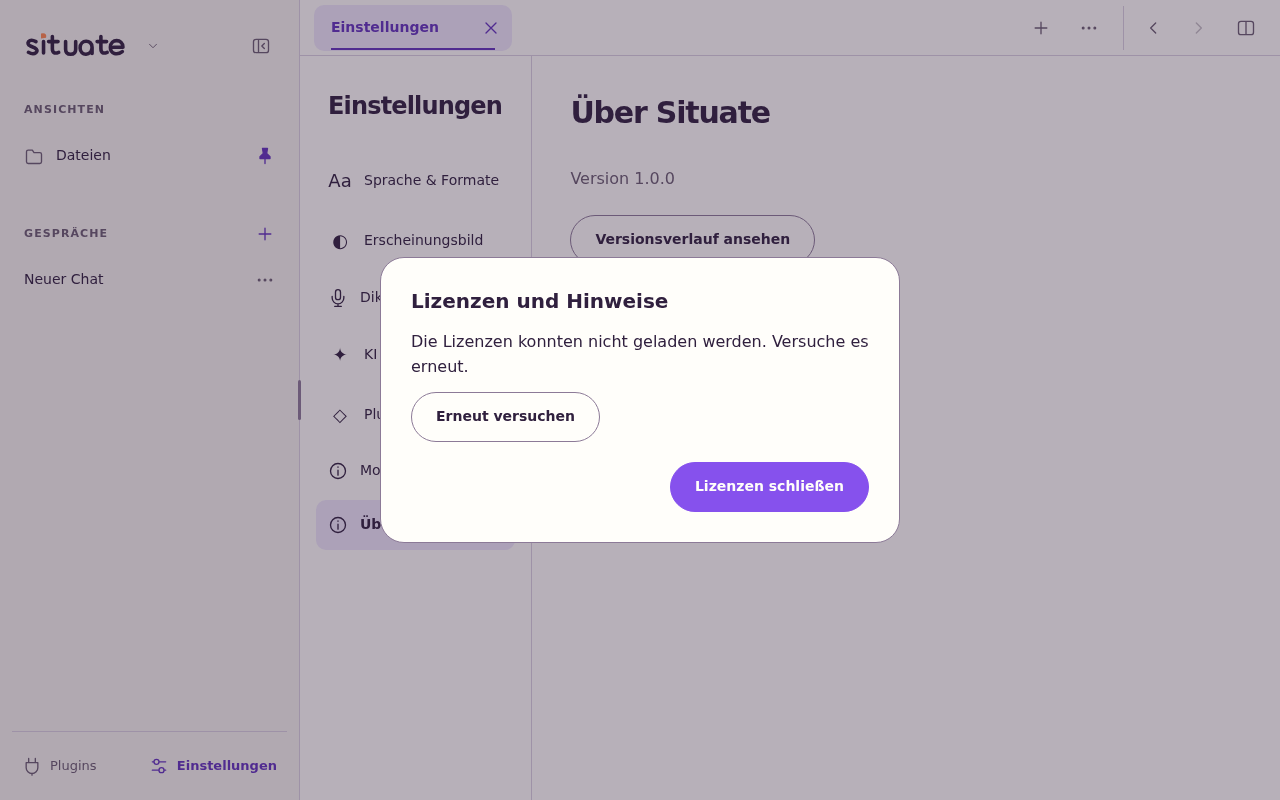 situate
ANSICHTEN
Dateien
GESPRÄCHE
Neuer Chat
Plugins
Einstellungen
Einstellungen
Einstellungen
Aa Sprache & Formate
Erscheinungsbild
KI
Über Situate
Version 1.0.0
Versionsverlauf ansehen
Lizenzen und Hinweise
Die Lizenzen konnten nicht geladen werden. Versuche es
erneut.
Erneut versuchen
Lizenzen schließen